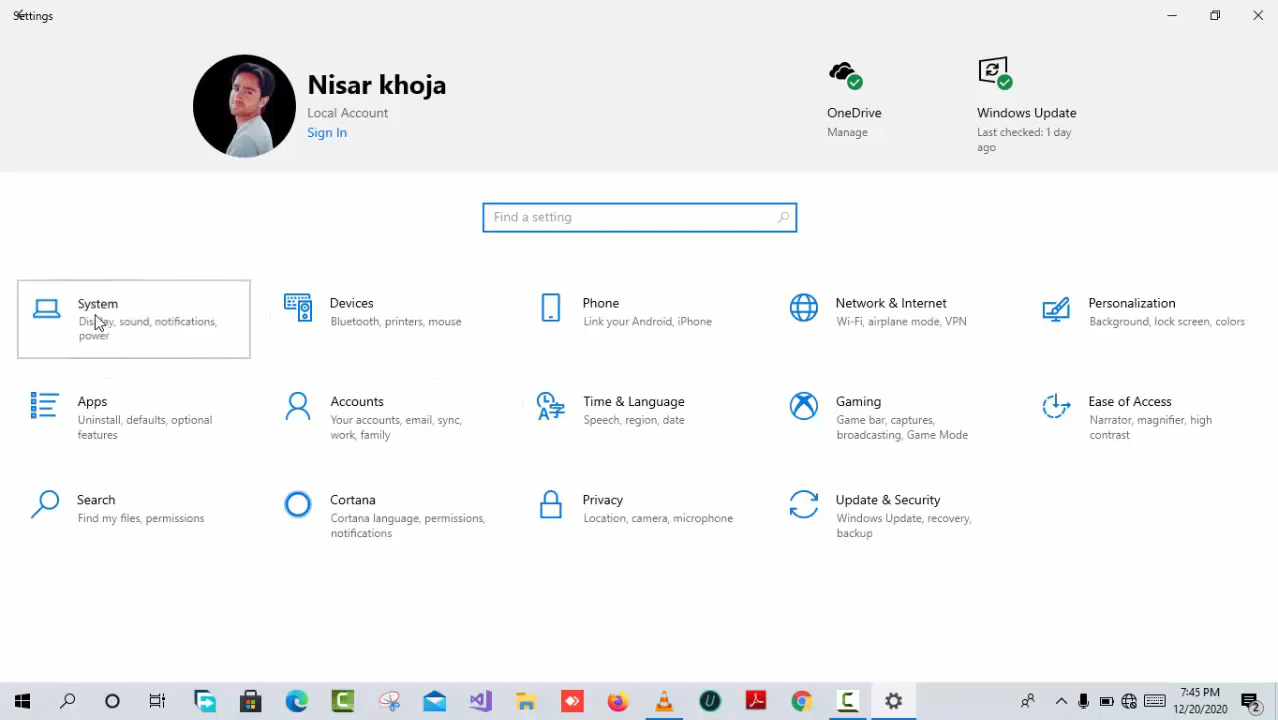 Settings
Nisar khoja
Local Account
Sign In
OneDrive
Manage
Windows Update
Last checked: 1 day
ago
Find a setting
System
Display, sound, notifications,
power
Devices
Bluetooth, printers, mouse
Phone
Link your Android, iPhone
Network & Internet
Wi-Fi, airplane mode, VPN
Personalization
Background, lock screen, colors
Apps
Uninstall, defaults, optional
features
Accounts
Your accounts, email, sync,
work, family
Time & Language
Speech, region, date
Gaming
Game bar, captures,
broadcasting, Game Mode
Ease of Access
Narrator, magnifier, high
contrast
Search
Find my files, permissions
Cortana
Cortana language, permissions,
notifications
Privacy
Location, camera, microphone
Update & Security
Windows Update, recovery,
backup
7:45 PM
12/20/2020
2